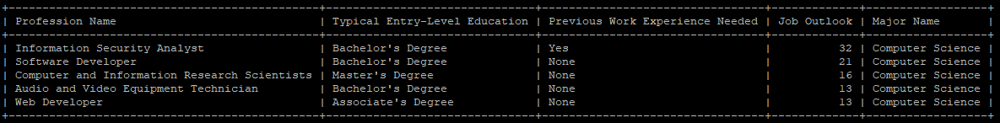 +----------------------------------------------+-------------------------------+---------------------------------+-------------+------------------+
| Profession Name                              | Typical Entry-Level Education | Previous Work Experience Needed | Job Outlook | Major Name       |
+----------------------------------------------+-------------------------------+---------------------------------+-------------+------------------+
| Information Security Analyst                 | Bachelor's Degree             | Yes                             |          32 | Computer Science |
| Software Developer                           | Bachelor's Degree             | None                            |          21 | Computer Science |
| Computer and Information Research Scientists | Master's Degree               | None                            |          16 | Computer Science |
| Audio and Video Equipment Technician         | Bachelor's Degree             | None                            |          13 | Computer Science |
| Web Developer                                | Associate's Degree            | None                            |          13 | Computer Science |
+----------------------------------------------+-------------------------------+---------------------------------+-------------+------------------+